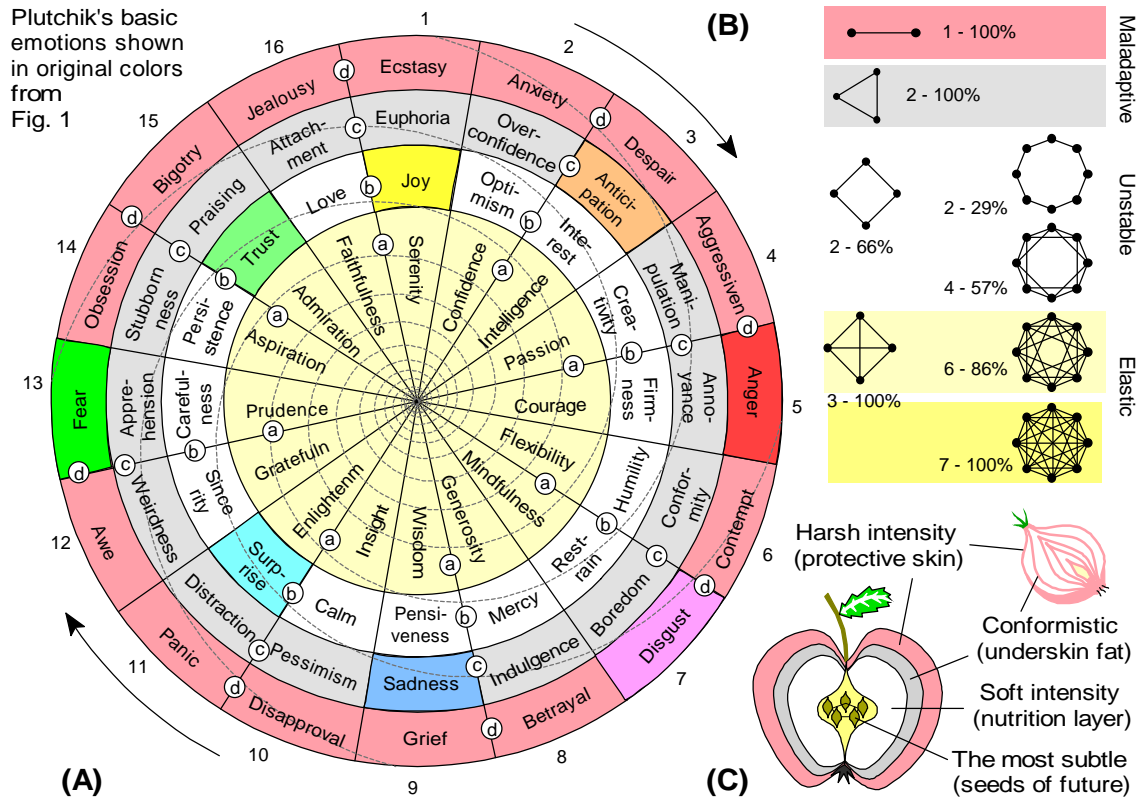 Plutchik's basic
emotions shown
in original colors
from
Fig. 1
(A)
1
2
3
4
5
6
7
8
9
10
11
12
13
14
15
16
Ecstasy
Anxiety
Despair
Aggressiven
Anger
Contempt
Disgust
Betrayal
Grief
Disapproval
Panic
Awe
Fear
Obsession
Bigotry
Jealousy
Euphoria
Over-
confidence
Antici-
pation
Mani-
pulation
Anno-
yance
Confor-
mity
Boredom
Indulgence
Sadness
Pessimism
Distraction
Weirdness
Appre-
hension
Stubborn
ness
Praising
Attach-
ment
Joy
Opti-
mism
Inte-
rest
Crea-
tivity
Firm-
ness
Humility
Rest-
rain
Mercy
Pensi-
veness
Calm
Surp-
rise
Since
rity
Careful-
ness
Persi-
stence
Trust
Love
Serenity
Confidence
Intelligence
Passion
Courage
Flexibility
Mindfulness
Generosity
Wisdom
Insight
Enlightenm
Gratefuln
Prudence
Aspiration
Admiration
Faithfulness
a
b
c
d
a
b
c
d
a
b
c
d
a
b
c
d
a
b
c
d
a
b
c
d
a
b
c
d
a
b
c
d
(B)
1 - 100%
2 - 100%
Maladaptive
2 - 66%
2 - 29%
4 - 57%
Unstable
3 - 100%
6 - 86%
7 - 100%
Elastic
(C)
Harsh intensity
(protective skin)
Conformistic
(underskin fat)
Soft intensity
(nutrition layer)
The most subtle
(seeds of future)